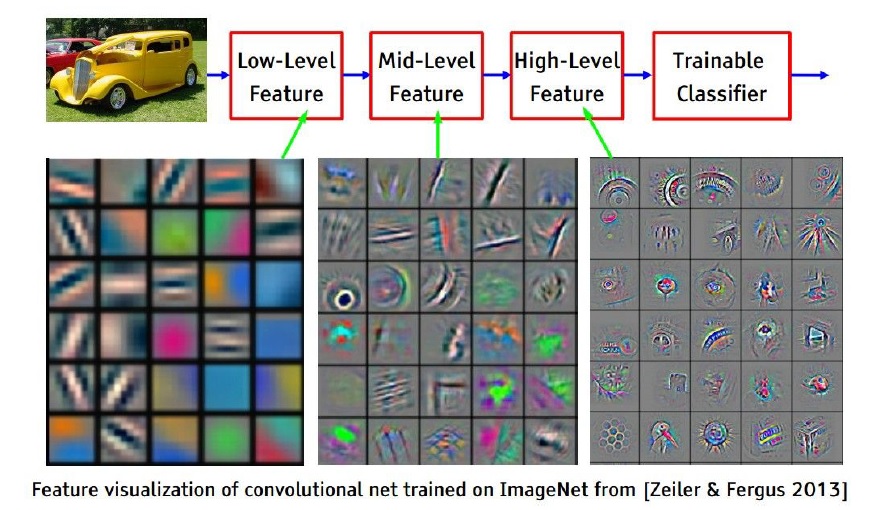 Low-Level
Feature
Mid-Level
Feature
High-Level
Feature
Trainable
Classifier
Feature visualization of convolutional net trained on ImageNet from [Zeiler & Fergus 2013]